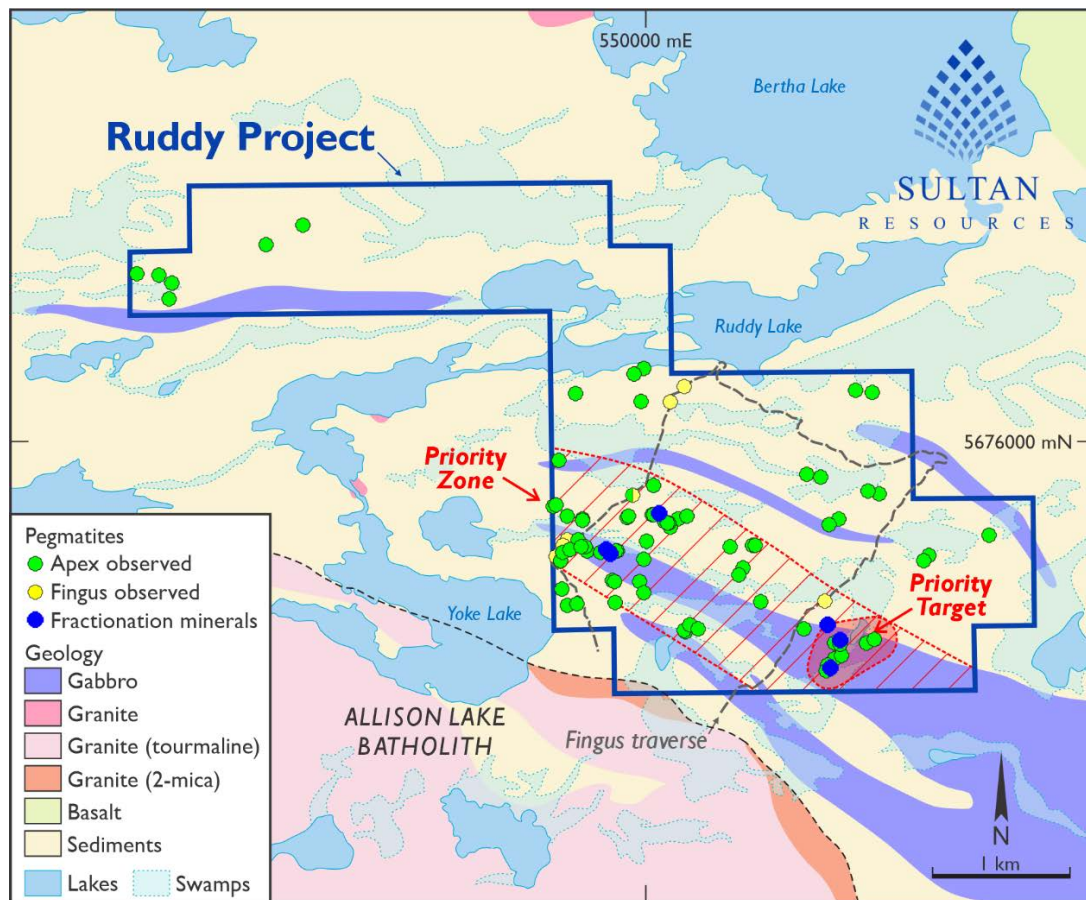 550000 mE
Bertha Lake
Ruddy Project
SULTAN
RESOURCES
Ruddy Lake
5676000 mN
Priority
Zone
Priority
Target
Yoke Lake
ALLISON LAKE
BATHOLITH
Fingus traverse
Pegmatites
Apex observed
Fingus observed
Fractionation minerals
Geology
Gabbro
Granite
Granite (tourmaline)
Granite (2-mica)
Basalt
Sediments
Lakes
Swamps
N
1 km